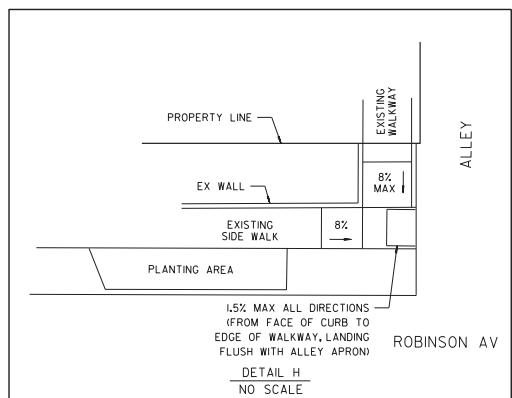 PROPERTY LINE
EXISTING
WALKWAY
ALLEY
EX WALL
8%
MAX
EXISTING
SIDE WALK
8%
PLANTING AREA
1.5% MAX ALL DIRECTIONS
(FROM FACE OF CURB TO
EDGE OF WALKWAY, LANDING
FLUSH WITH ALLEY APRON)
ROBINSON AV
DETAIL H
NO SCALE